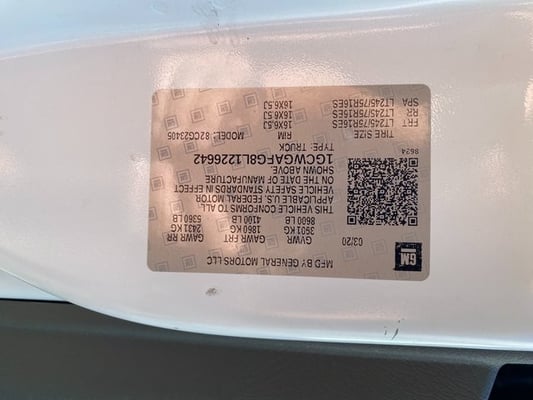 GM
MFD BY GENERAL MOTORS LLC
03/20 GVWR GAWR FRT GAWR RR
3901 KG 1860 KG 2431 KG
8600 LB 4100 LB 5360 LB
THIS VEHICLE CONFORMS TO ALL
APPLICABLE U.S. FEDERAL MOTOR
VEHICLE SAFETY STANDARDS IN EFFECT
ON THE DATE OF MANUFACTURE
SHOWN ABOVE.
1GCWGAFG8L1226642
8624 TYPE: TRUCK
TIRE SIZE RIM MODEL: 82CG23405
FRT LT245/75R16ES 16X6.5J
RR LT245/75R16ES 16X6.5J
SPA LT245/75R16ES 16X6.5J